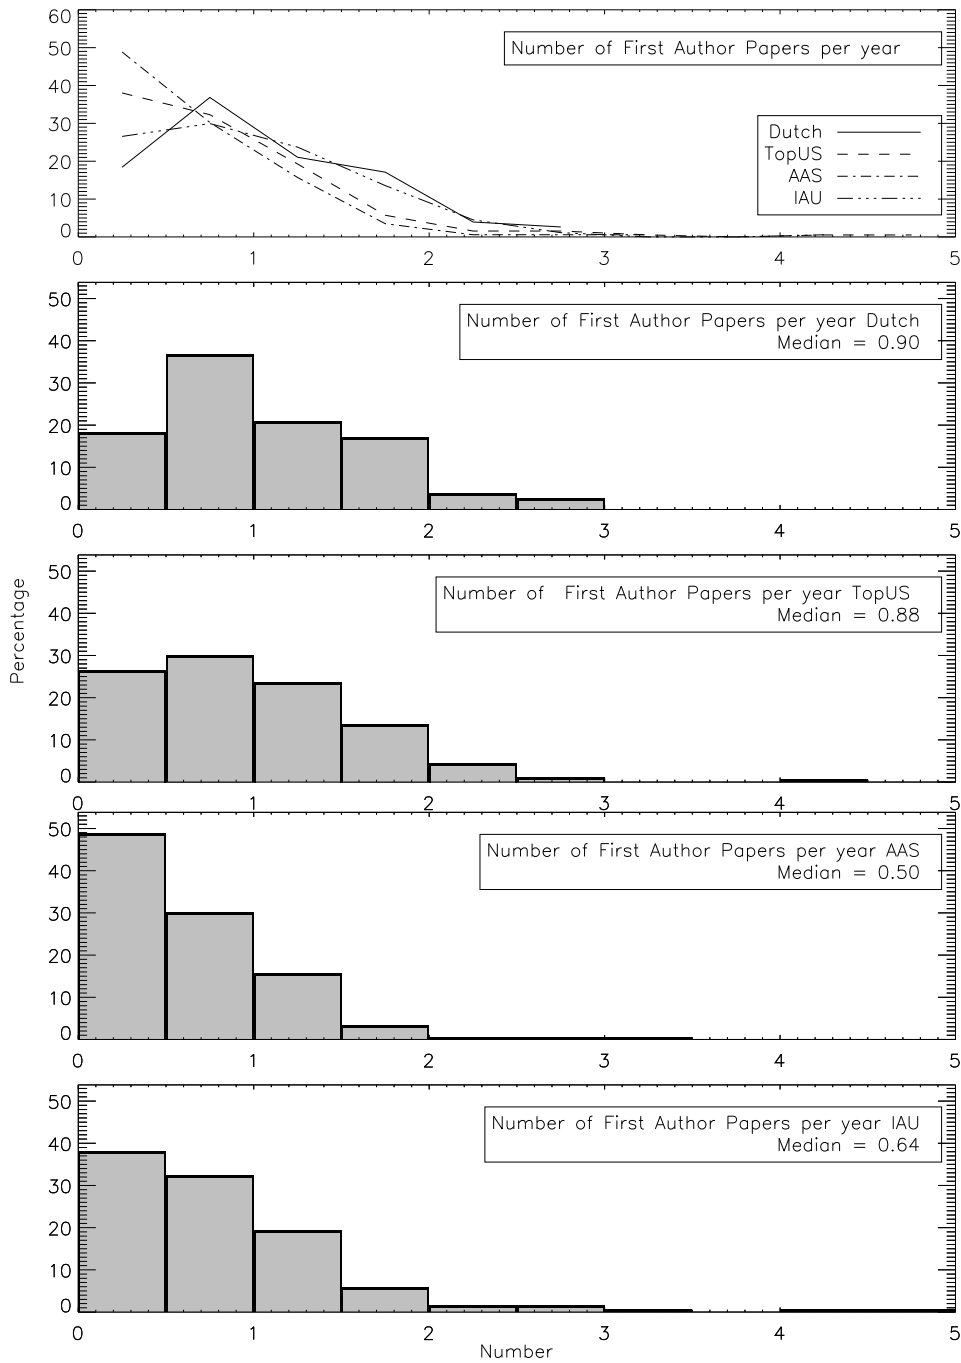 60
50
40
30
20
10
0
Number of First Author Papers per year
Dutch
TopUS
AAS
IAU
0 1 2 3 4 5
50
40
30
20
10
0
Number of First Author Papers per year Dutch
Median = 0.90
0 1 2 3 4 5
Percentage
50
40
30
20
10
0
Number of First Author Papers per year TopUS
Median = 0.88
0 1 2 3 4 5
50
40
30
20
10
0
Number of First Author Papers per year AAS
Median = 0.50
0 1 2 3 4 5
50
40
30
20
10
0
Number of First Author Papers per year IAU
Median = 0.64
0 1 2 3 4 5
Number